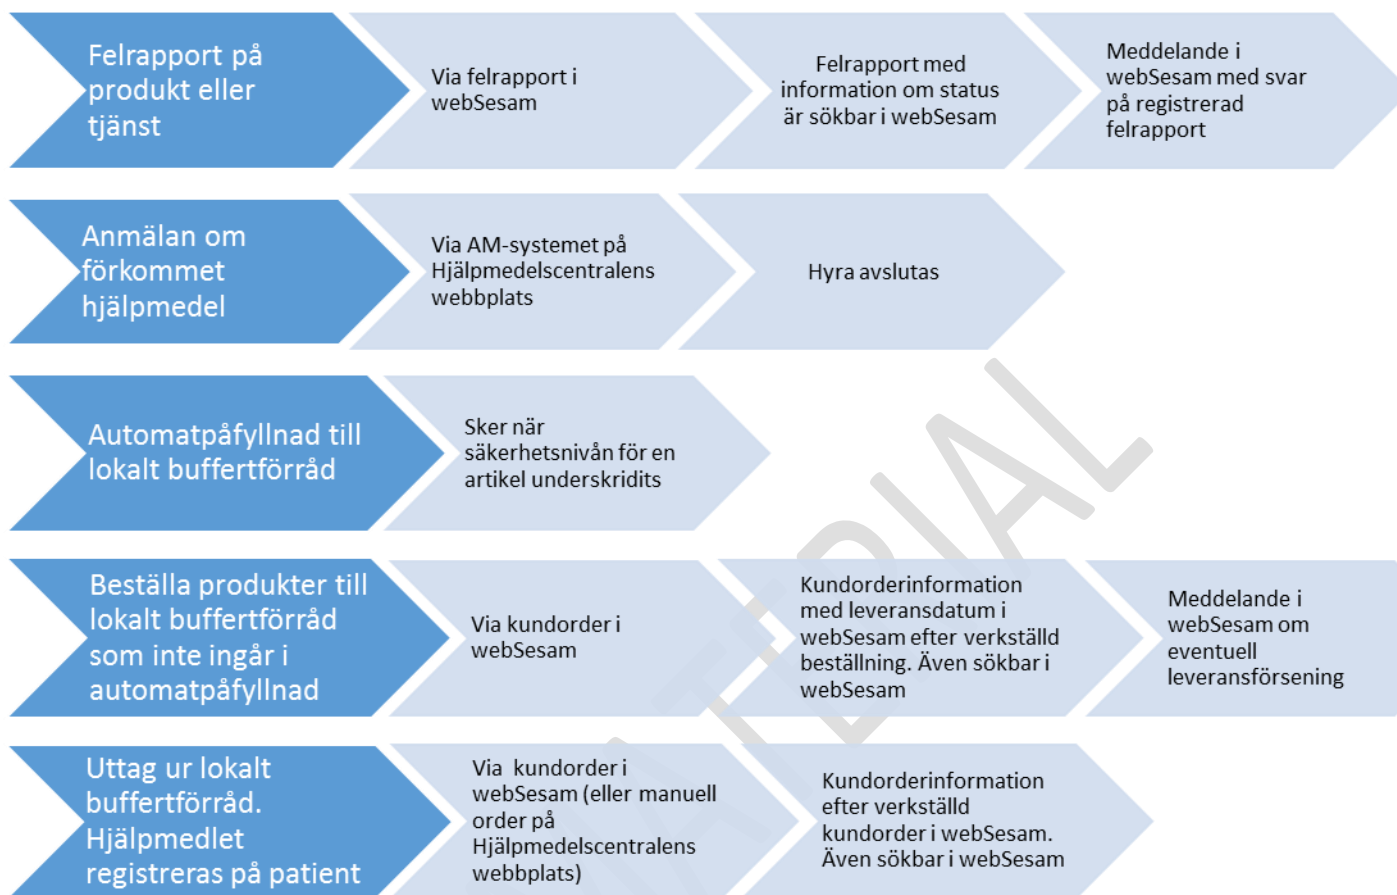 Felrapport på
produkt eller
tjänst
Via felrapport i
webSesam
Felrapport med
information om status
är sökbar i webSesam
Meddelande i
webSesam med svar
på registrerad
felrapport
Anmälan om
förkommet
hjälpmedel
Via AM-systemet på
Hjälpmedelscentralens
webbplats
Hyra avslutas
Automatpåfyllnad till
lokalt buffertförråd
Sker när
säkerhetsnivån för en
artikel underskridits
Beställa produkter till
lokalt buffertförråd
som inte ingår i
automatpåfyllnad
Via kundorder i
webSesam
Kundorderinformation
med leveransdatum i
webSesam efter verkställd
beställning. Även sökbar i
webSesam
Meddelande i
webSesam om
eventuell
leveransförsening
Uttag ur lokalt
buffertförråd.
Hjälpmedlet
registreras på patient
Via  kundorder i
webSesam (eller manuell
order på
Hjälpmedelscentralens
webbplats)
Kundorderinformation
efter verkställd
kundorder i webSesam.
Även sökbar i webSesam
MATERIAL